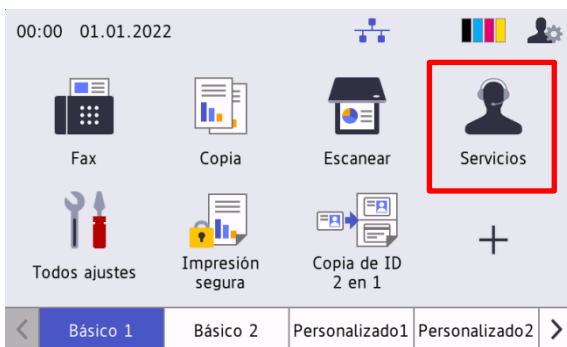 00:00 01.01.2022
Fax
Copia
Escanear
Servicios
Todos ajustes
Impresión
segura
Copia de ID
2 en 1
Básico 1
Básico 2
Personalizado1
Personalizado2